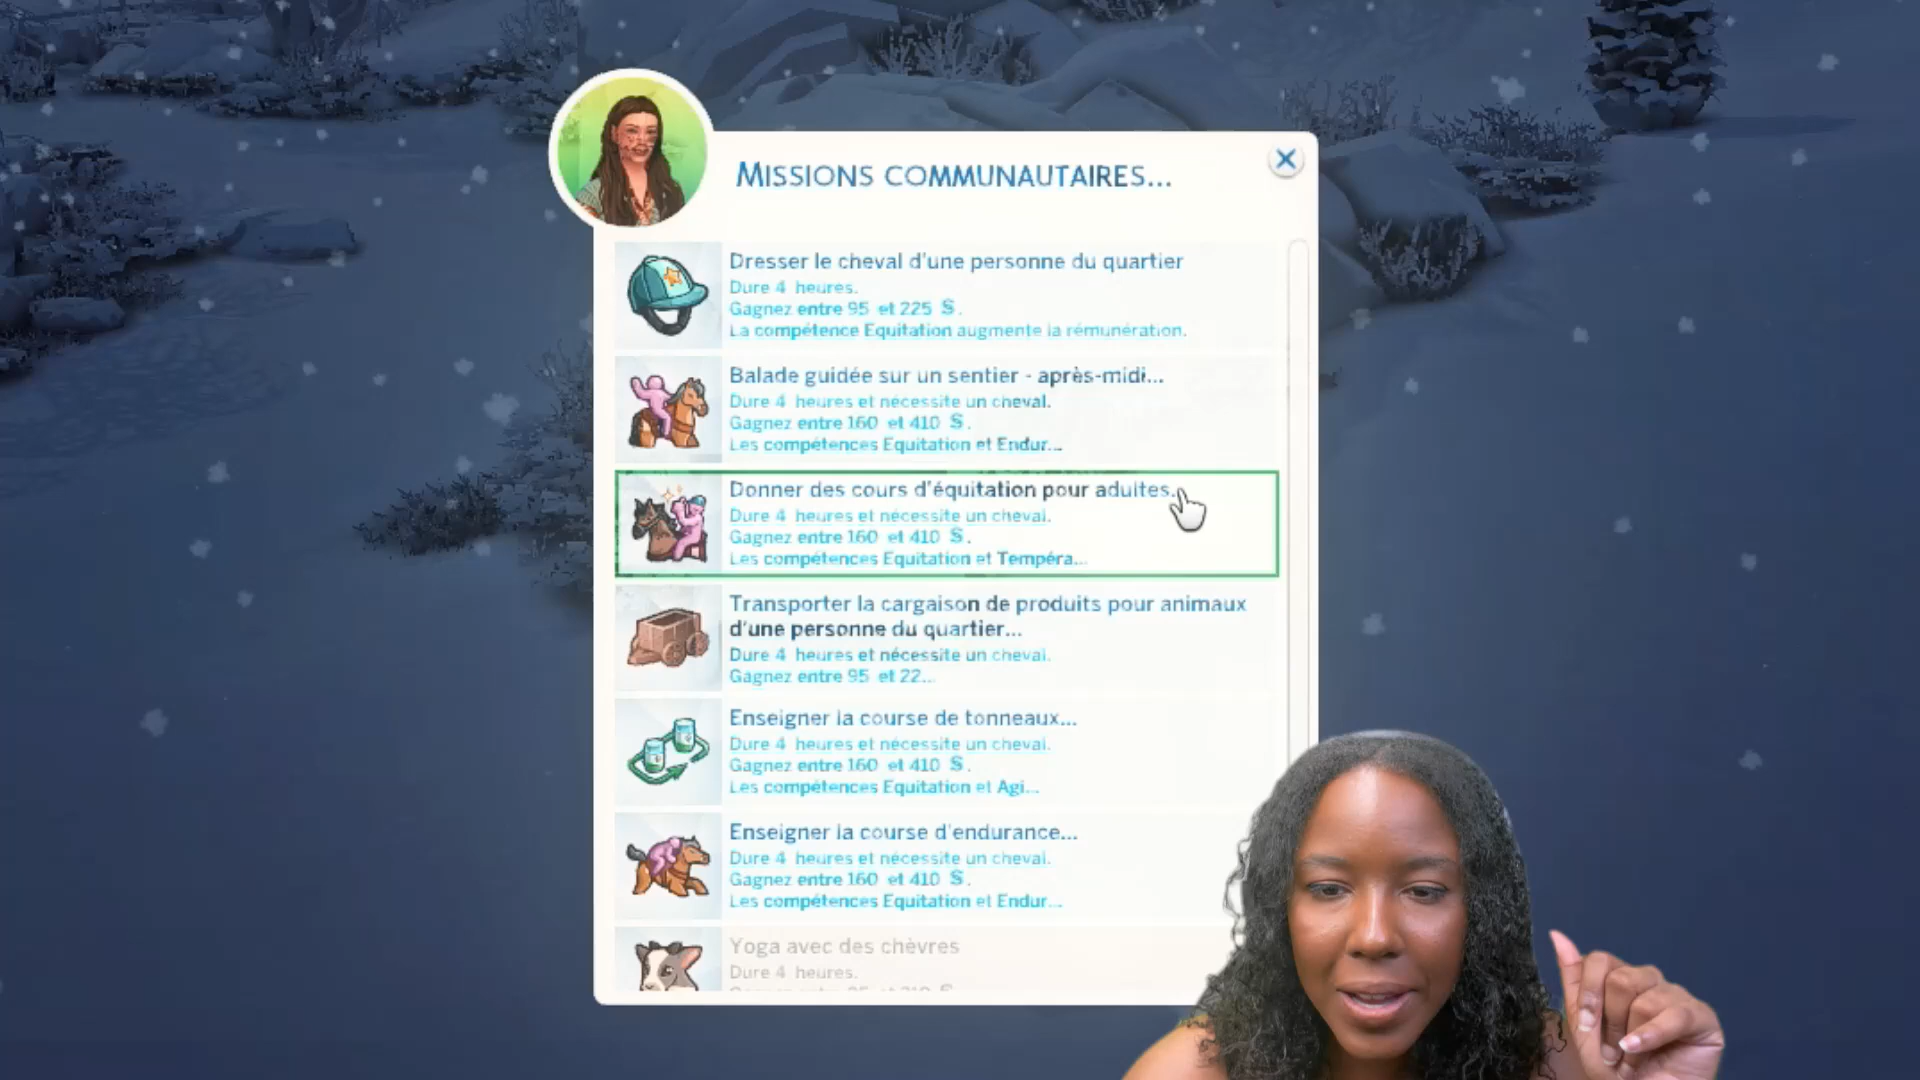 Missions communautaires...
Dresser le cheval d'une personne du quartier
Dure 4 heures.
Gagnez entre 95 et 225 $.
La compétence Equitation augmente la rémunération.
Balade guidée sur un sentier - après-midi...
Dure 4 heures et nécessite un cheval.
Gagnez entre 160 et 410 $.
Les compétences Equitation et Endur...
Donner des cours d'équitation pour adultes.
Dure 4 heures et nécessite un cheval.
Gagnez entre 160 et 410 $.
Les compétences Equitation et Tempéra...
Transporter la cargaison de produits pour animaux
d'une personne du quartier...
Dure 4 heures et nécessite un cheval.
Gagnez entre 95 et 22...
Enseigner la course de tonneaux...
Dure 4 heures et nécessite un cheval.
Gagnez entre 160 et 410 $.
Les compétences Equitation et Agi...
Enseigner la course d'endurance...
Dure 4 heures et nécessite un cheval.
Gagnez entre 160 et 410 $.
Les compétences Equitation et Endur...
Yoga avec des chèvres
Dure 4 heures.